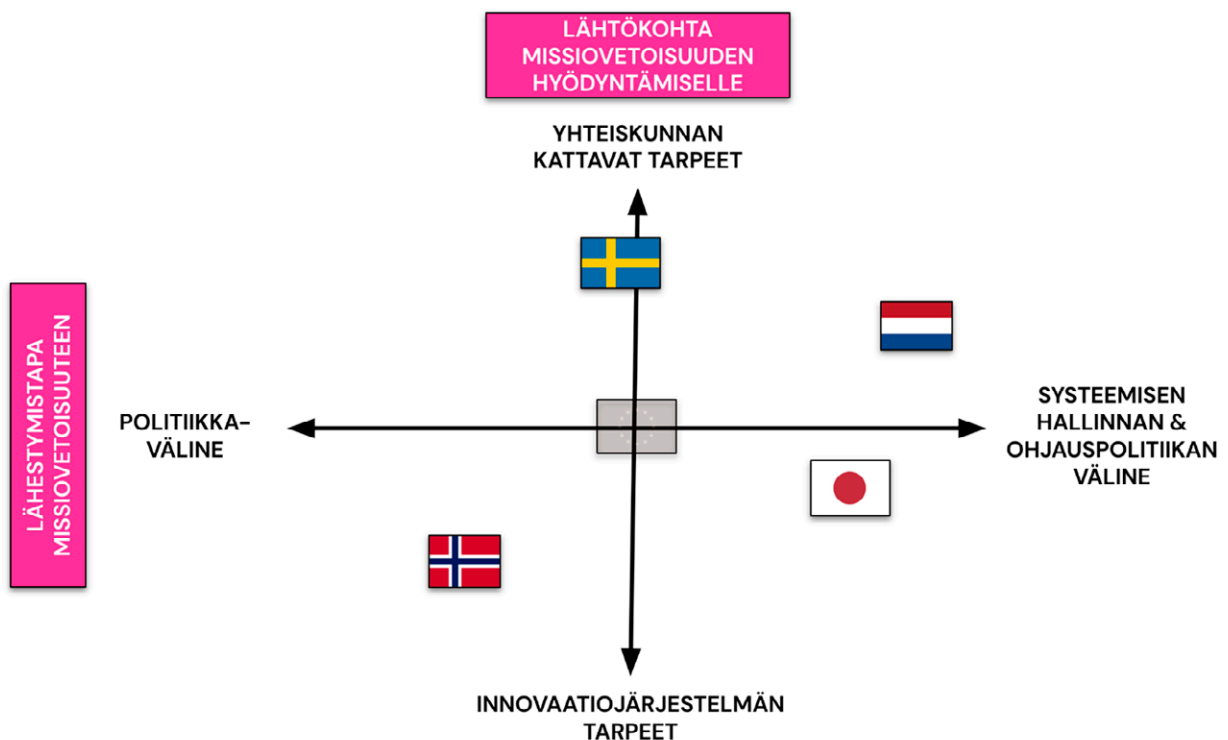 LÄHTÖKOHTA
MISSIOVETOISUUDEN
HYÖDYNTÄMISELLE
YHTEISKUNNAN
KATTAVAT TARPEET
LÄHESTYMISTAPA
MISSIOVETOISUUTEEN
POLITIIKKA-
VÄLINE
SYSTEEMISEN
HALLINNAN &
OHJAUSPOLITIIKAN
VÄLINE
INNOVAATIOJÄRJESTELMÄN
TARPEET